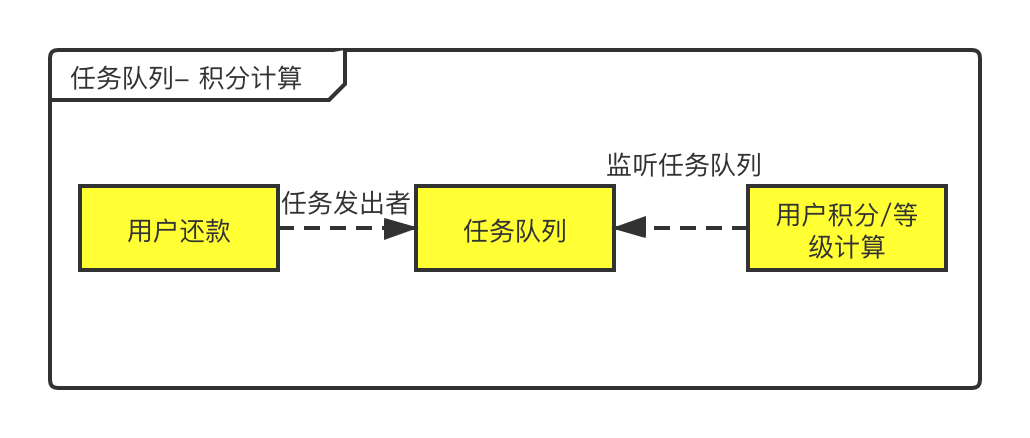 任务队列- 积分计算
监听任务队列
任务发出者
用户还款
任务队列
用户积分/等
级计算